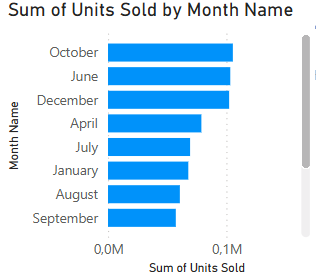 Sum of Units Sold by Month Name
Month Name
October
June
December
April
July
January
August
September
0,0M 0,1M
Sum of Units Sold